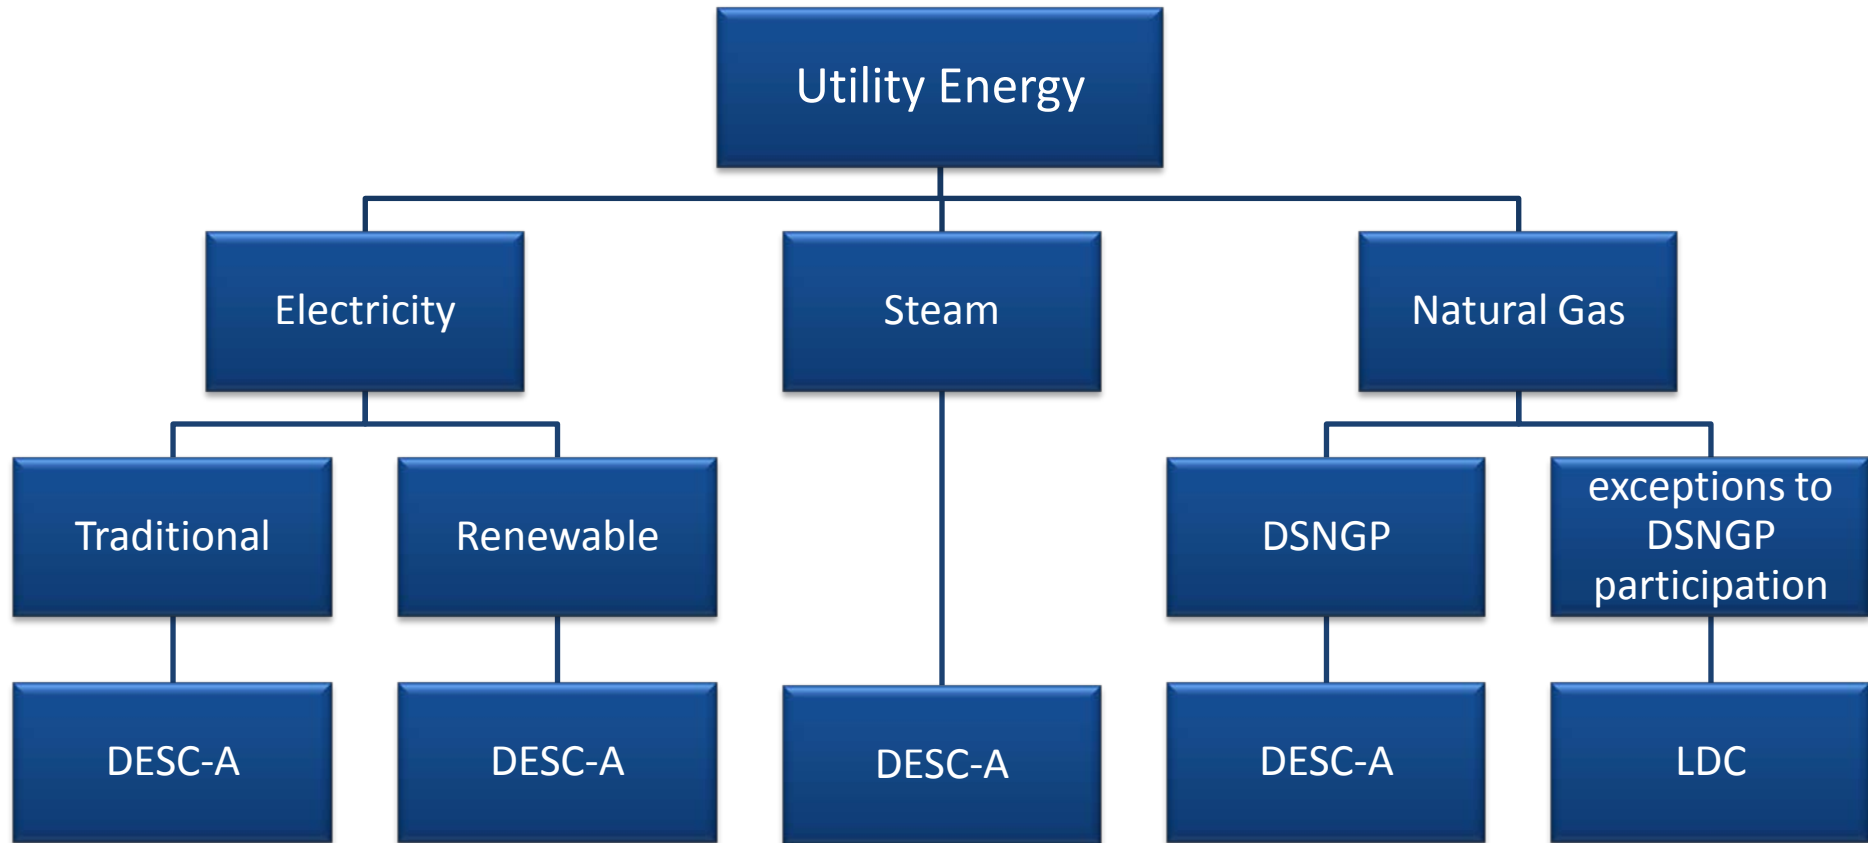 Utility Energy
Electricity
Steam
Natural Gas
Traditional
Renewable
DSNGP
exceptions to
DSNGP
participation
DESC-A
DESC-A
DESC-A
DESC-A
LDC